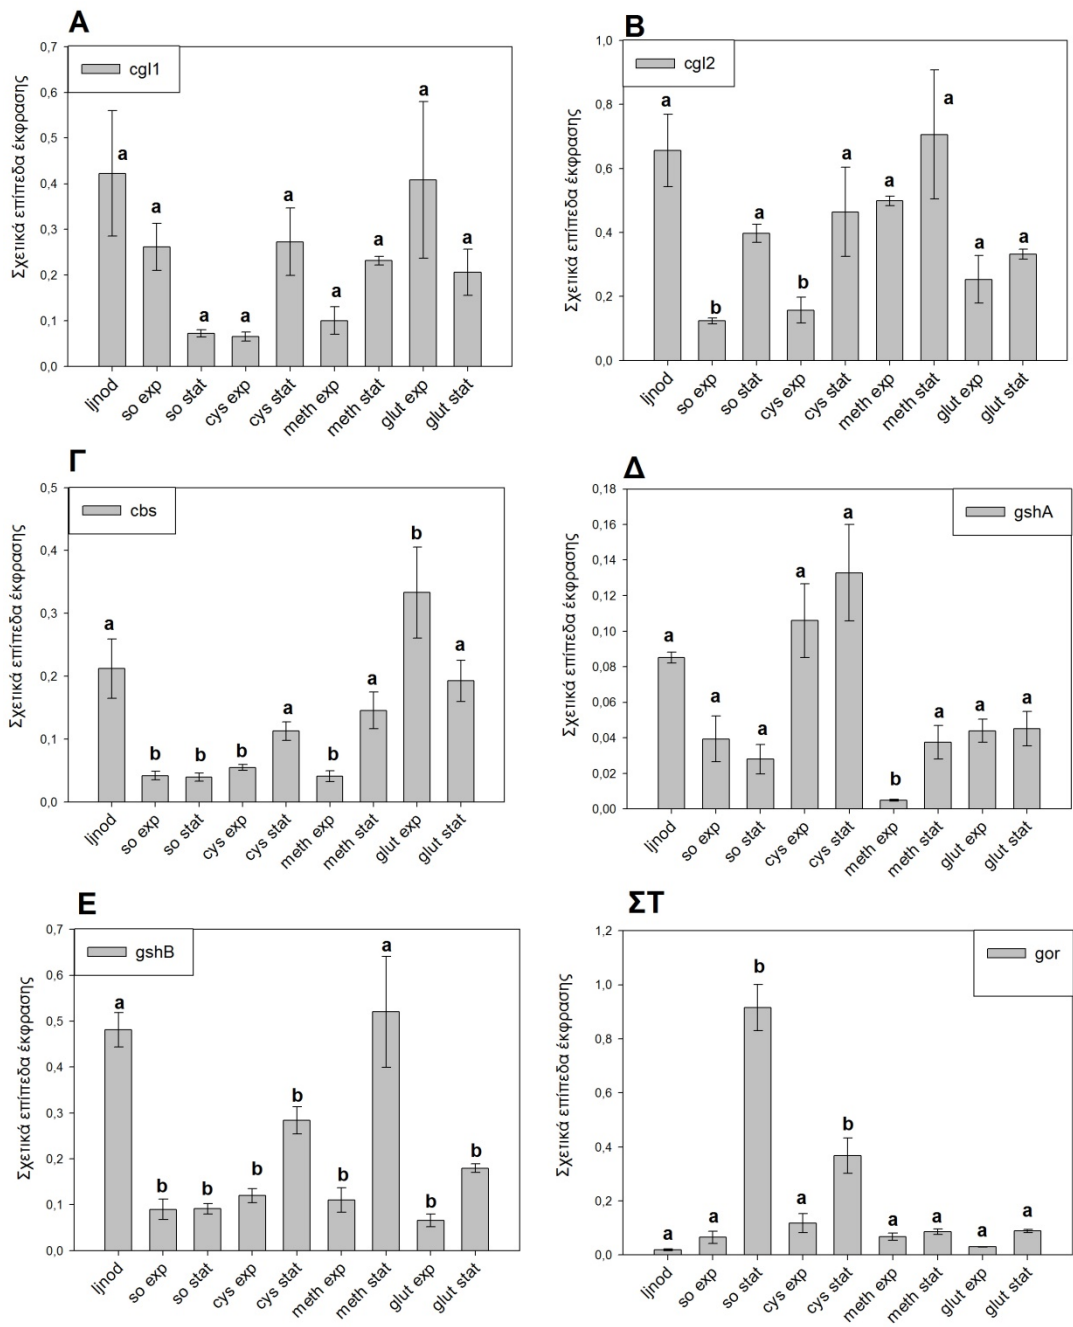 Α
Σχετικά επίπεδα έκφρασης
cgl1
0,7
0,6
0,5
0,4
0,3
0,2
0,1
0,0
a a a a a a a a a
ljnod so exp so stat cys exp cys stat meth exp meth stat glut exp glut stat
Β
Σχετικά επίπεδα έκφρασης
cgl2
1,0
0,8
0,6
0,4
0,2
0,0
a b a b a a a a a
ljnod so exp so stat cys exp cys stat meth exp meth stat glut exp glut stat
Γ
Σχετικά επίπεδα έκφρασης
cbs
0,5
0,4
0,3
0,2
0,1
0,0
a b b b a b a b a
ljnod so exp so stat cys exp cys stat meth exp meth stat glut exp glut stat
Δ
Σχετικά επίπεδα έκφρασης
gshA
0,18
0,16
0,14
0,12
0,10
0,08
0,06
0,04
0,02
0,00
a a a a a b a a a
ljnod so exp so stat cys exp cys stat meth exp meth stat glut exp glut stat
Ε
Σχετικά επίπεδα έκφρασης
gshB
0,7
0,6
0,5
0,4
0,3
0,2
0,1
0,0
a b b b b b a b b
ljnod so exp so stat cys exp cys stat meth exp meth stat glut exp glut stat
ΣΤ
Σχετικά επίπεδα έκφρασης
gor
1,2
1,0
0,8
0,6
0,4
0,2
0,0
a a b a b a a a a
ljnod so exp so stat cys exp cys stat meth exp meth stat glut exp glut stat